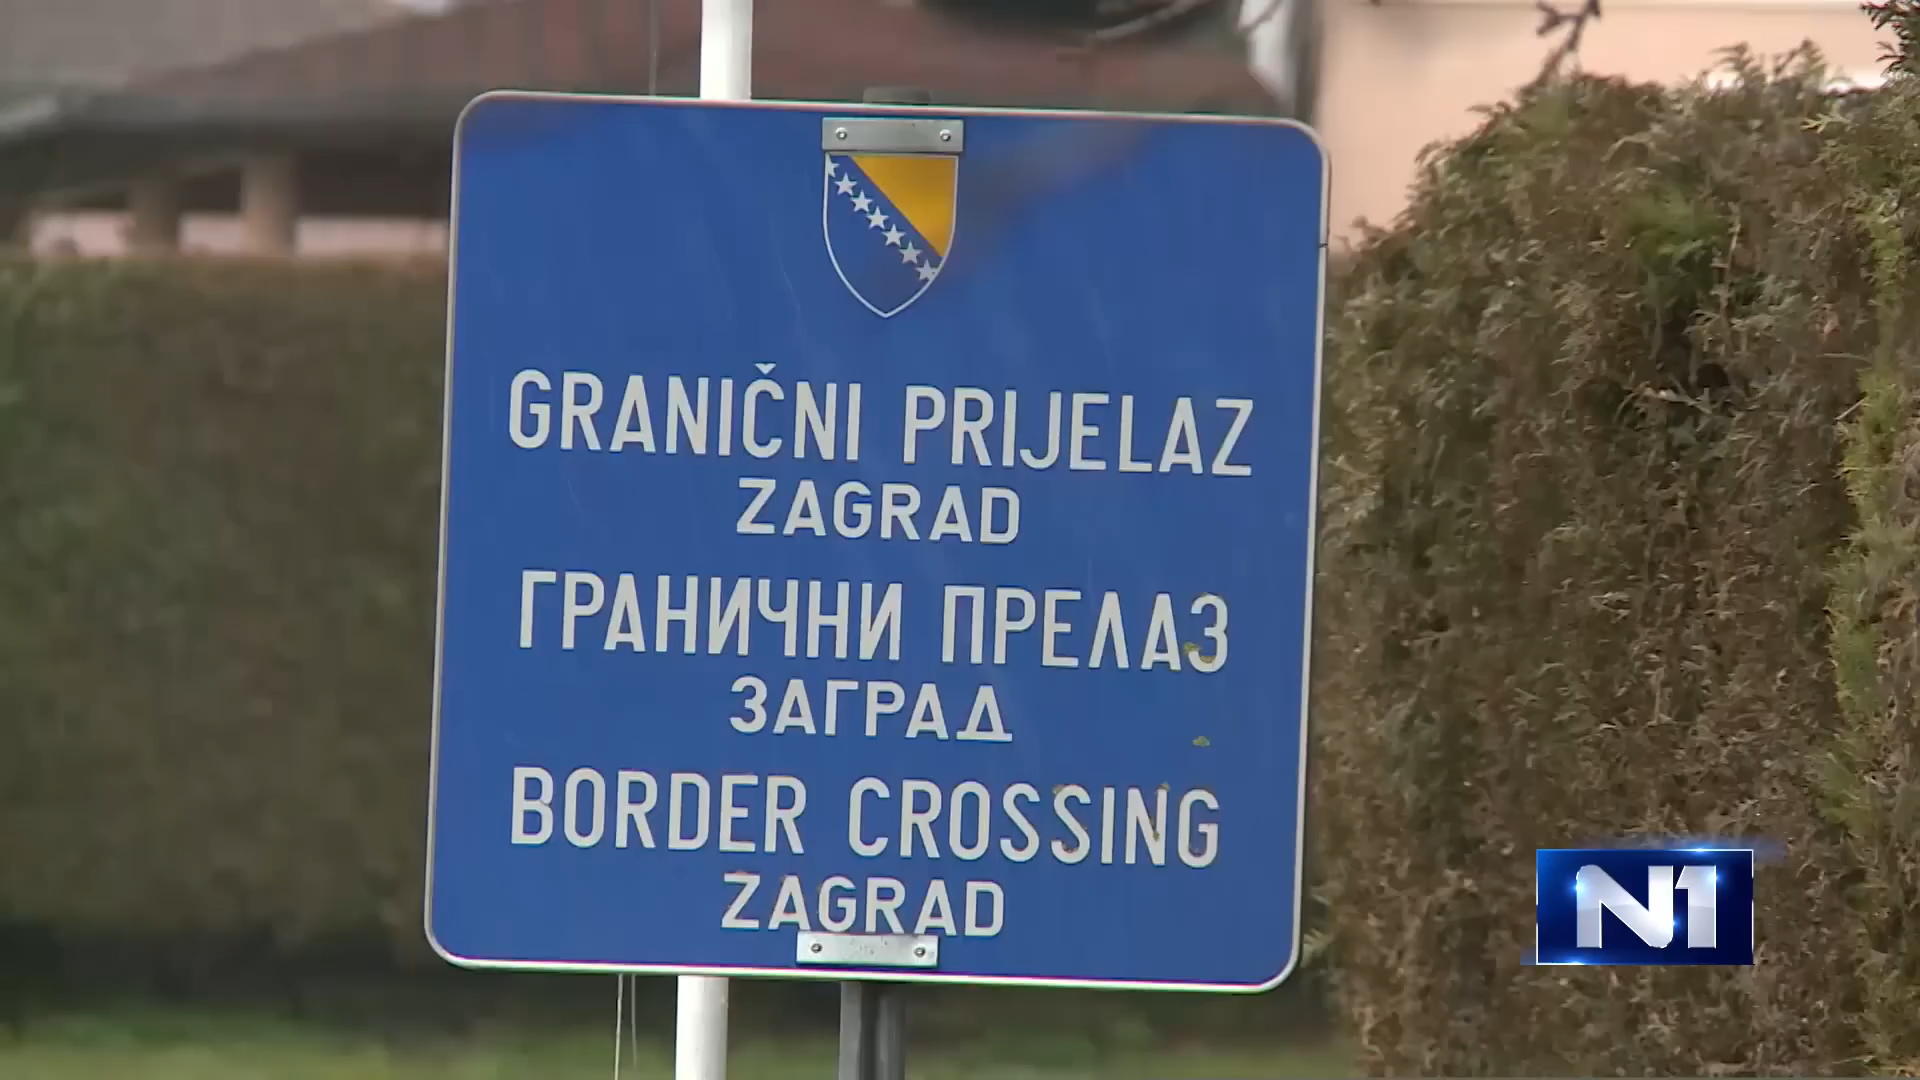 GRANIČNI PRIJELAZ
ZAGRAD
ГРАНИЧНИ ПРЕЛАЗ
ЗАГРАД
BORDER CROSSING
ZAGRAD
N1